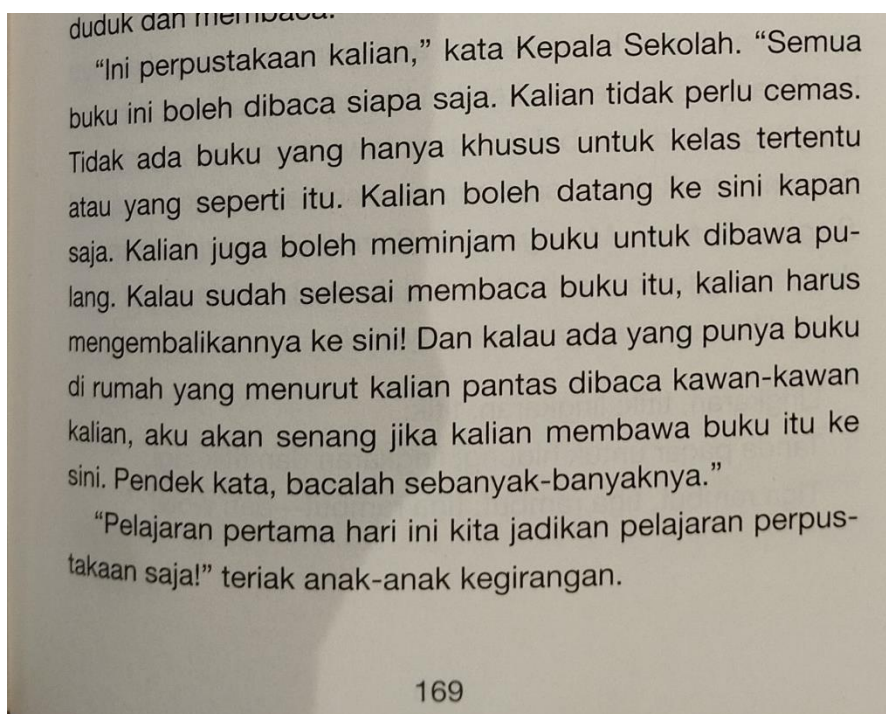 duduk dan membaca.
“Ini perpustakaan kalian,” kata Kepala Sekolah. “Semua
buku ini boleh dibaca siapa saja. Kalian tidak perlu cemas.
Tidak ada buku yang hanya khusus untuk kelas tertentu
atau yang seperti itu. Kalian boleh datang ke sini kapan
saja. Kalian juga boleh meminjam buku untuk dibawa pu-
lang. Kalau sudah selesai membaca buku itu, kalian harus
mengembalikannya ke sini! Dan kalau ada yang punya buku
di rumah yang menurut kalian pantas dibaca kawan-kawan
kalian, aku akan senang jika kalian membawa buku itu ke
sini. Pendek kata, bacalah sebanyak-banyaknya.”
“Pelajaran pertama hari ini kita jadikan pelajaran perpus-
takaan saja!” teriak anak-anak kegirangan.
169